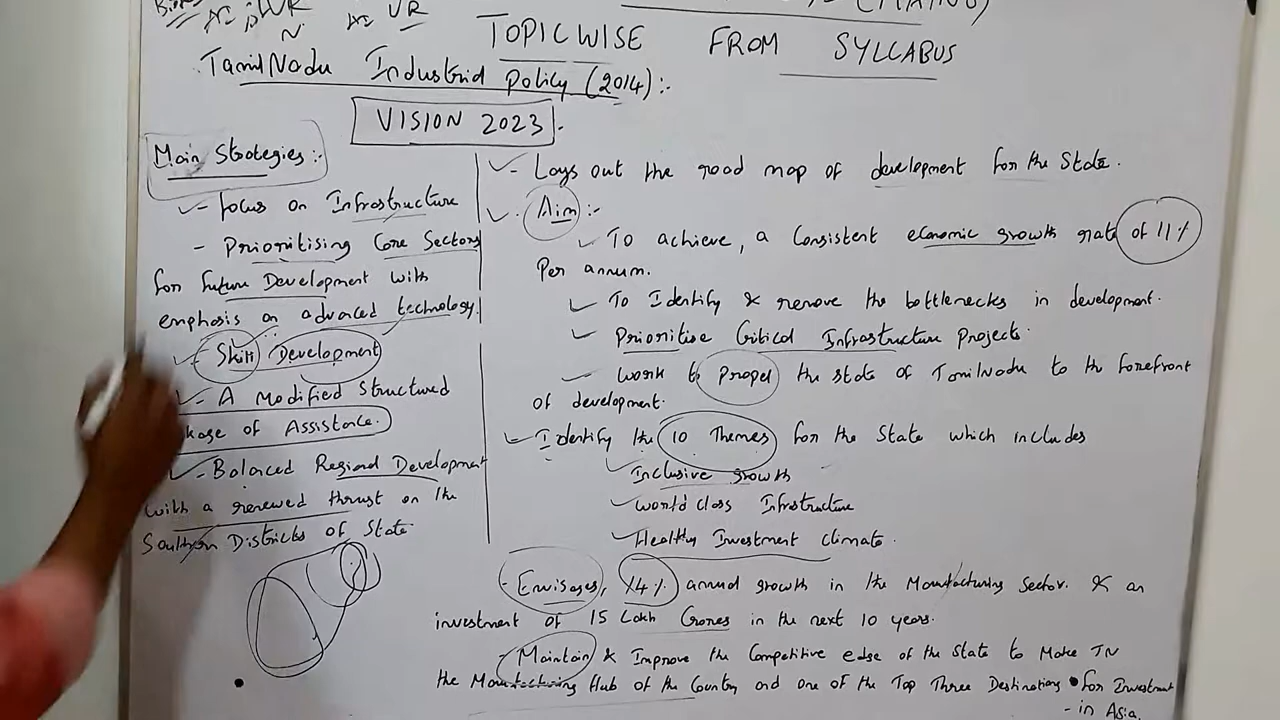 TOPICWISE FROM SYLLABUS
TamilNadu Industrial Policy (2014):-
VISION 2023.
Main Strategies:-
- focus on Infrastructure
- Prioritising Core Sectors
for future Development with
emphasis on advanced technology.
- Skill Development
- A modified Structured
kage of Assistance.
- Balanced Regional Development
with a renewed thrust on the
Southern Districts of State
- Lays out the road map of development for the State.
. Aim:-
To achieve, a Consistent economic growth rate of 11%
Per annum.
To Identify & remove the bottlenecks in development.
Prioritise Critical Infrastructure Projects.
Work to Propel the state of TamilNadu to the forefront
of development.
- Identify the 10 Themes for the State which includes
Inclusive growth
World Class Infrastructure
Healthy Investment climate.
- Envisages, 14% annual growth in the Manufacturing Sector. & an
investment of 15 Lakh Crores in the next 10 years.
- Maintain & Improve the Competitive edge of the State to Make TN
the Manufacturing Hub of the Country and one of the Top Three Destinations for Investment
- in Asia.